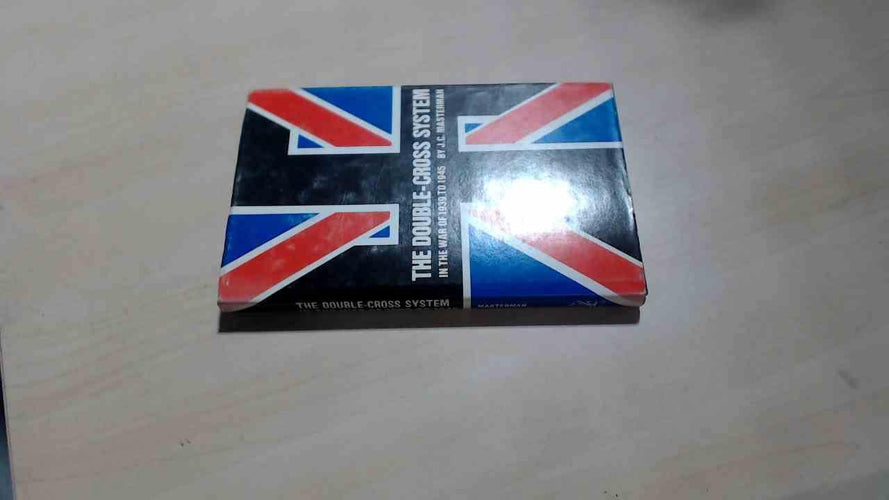 THE DOUBLE-CROSS SYSTEM
IN THE WAR OF 1939 TO 1945 BY J.C. MASTERMAN
THE DOUBLE-CROSS SYSTEM MASTERMAN